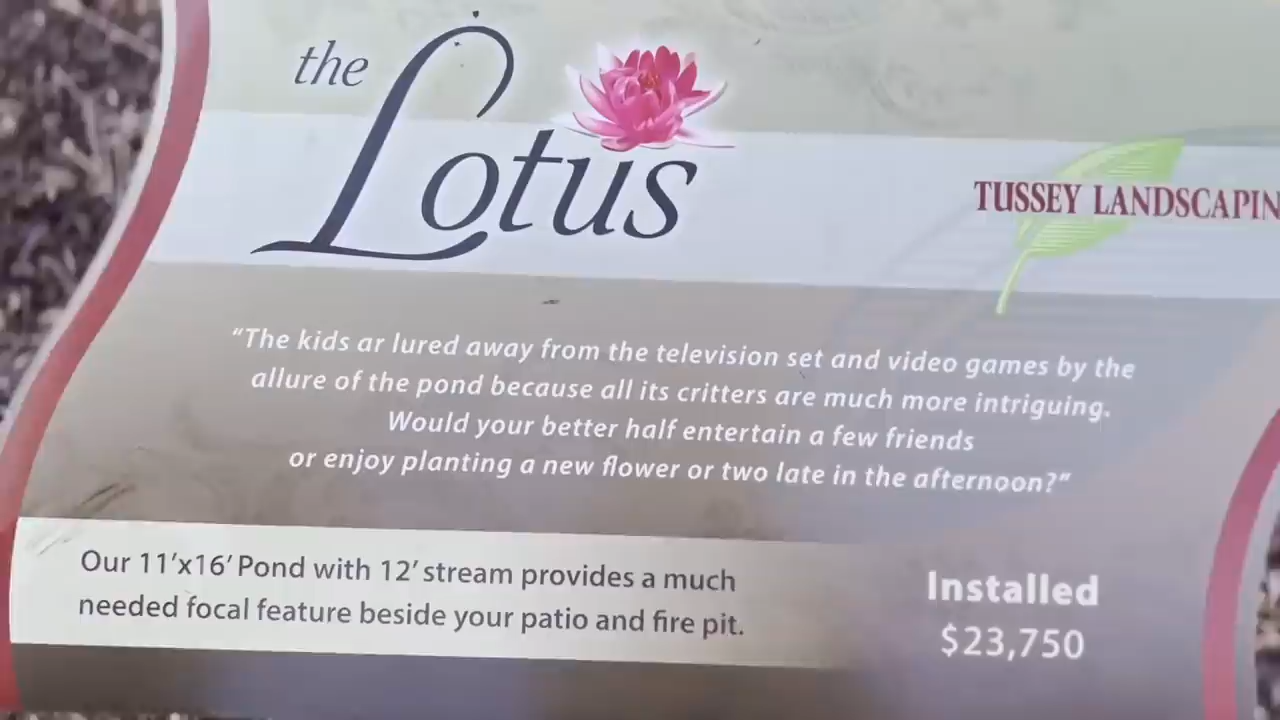 the Lotus
TUSSEY LANDSCAPIN
“The kids ar lured away from the television set and video games by the
allure of the pond because all its critters are much more intriguing.
Would your better half entertain a few friends
or enjoy planting a new flower or two late in the afternoon?”
Our 11’x16’ Pond with 12’ stream provides a much
needed focal feature beside your patio and fire pit.
Installed
$23,750